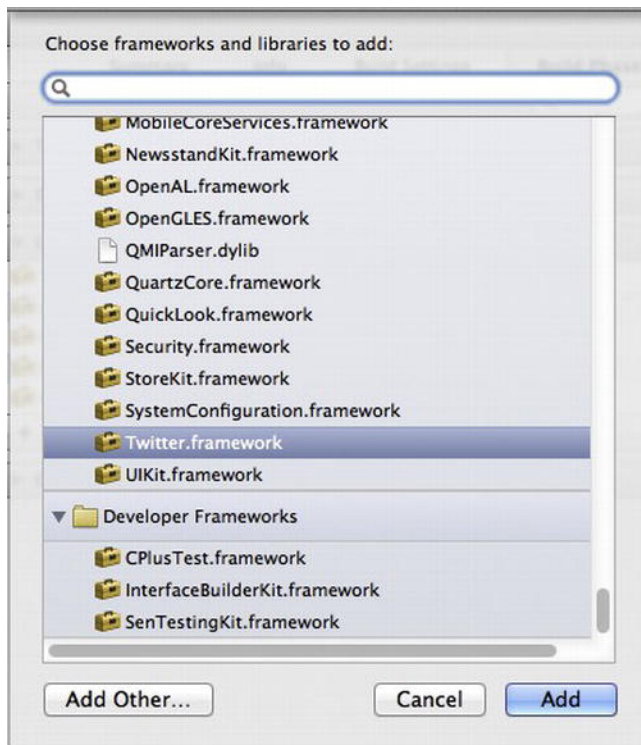 Choose frameworks and libraries to add:
MobileCoreServices.framework
NewsstandKit.framework
OpenAL.framework
OpenGLES.framework
QMIParser.dylib
QuartzCore.framework
QuickLook.framework
Security.framework
StoreKit.framework
SystemConfiguration.framework
Twitter.framework
UIKit.framework
Developer Frameworks
CPlusTest.framework
InterfaceBuilderKit.framework
SenTestingKit.framework
Add Other... Cancel Add